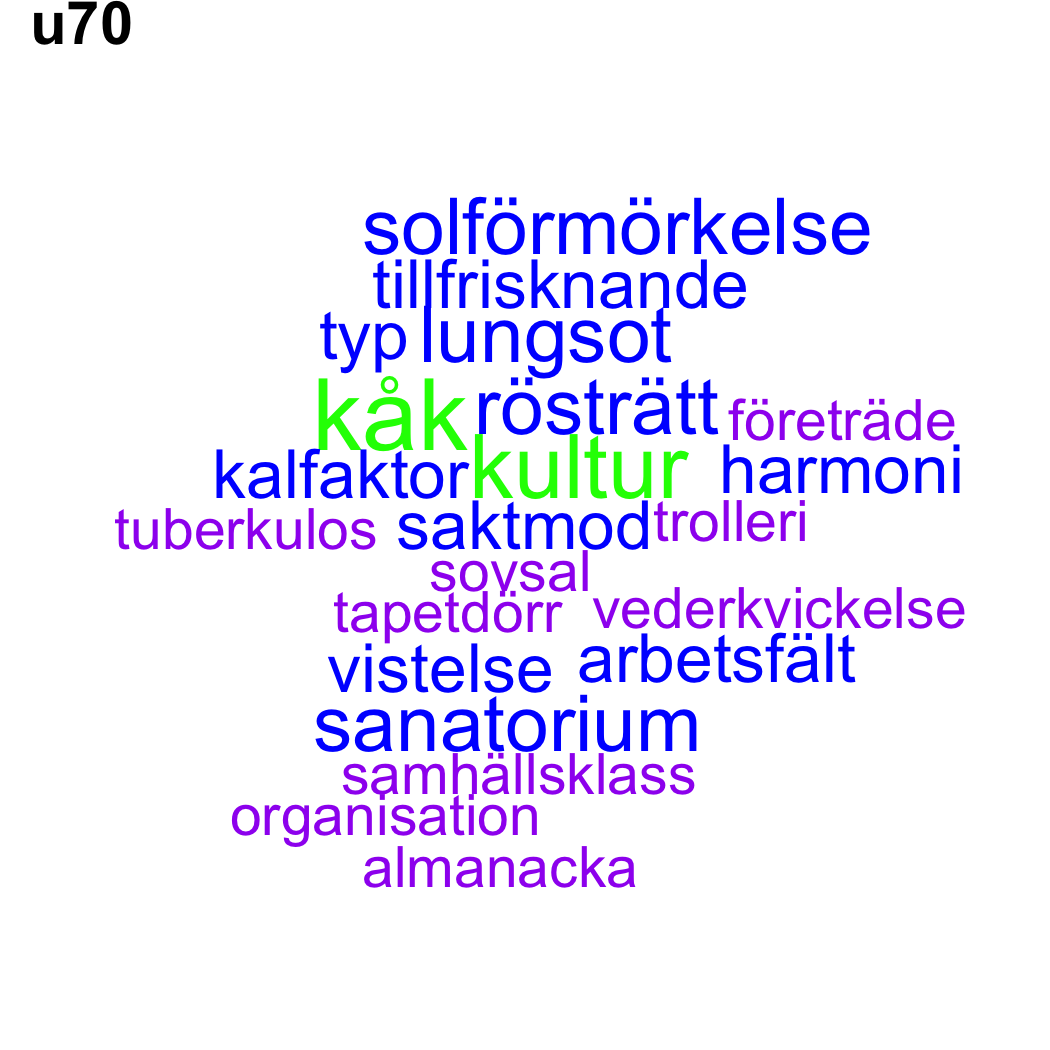 u70
solförmörkelse
tillfrisknande
typ lungsot
kåk rösträtt företräde
kalfaktor kultur harmoni
tuberkulos saktmod trolleri
sovsal
tapetdörr vederkvickelse
vistelse arbetsfält
sanatorium
samhällsklass
organisation
almanacka